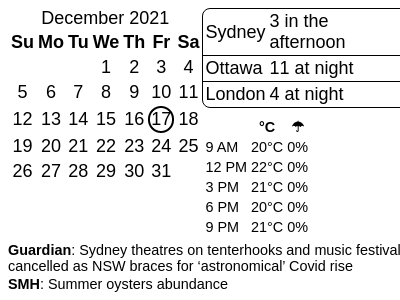 December 2021
Su Mo Tu We Th Fr Sa
1 2 3 4
5 6 7 8 9 10 11
12 13 14 15 16 17 18
19 20 21 22 23 24 25
26 27 28 29 30 31
Sydney 3 in the
afternoon
Ottawa 11 at night
London 4 at night
°C ☂
9 AM 20°C 0%
12 PM 22°C 0%
3 PM 21°C 0%
6 PM 20°C 0%
9 PM 21°C 0%
Guardian: Sydney theatres on tenterhooks and music festival
cancelled as NSW braces for ‘astronomical’ Covid rise
SMH: Summer oysters abundance